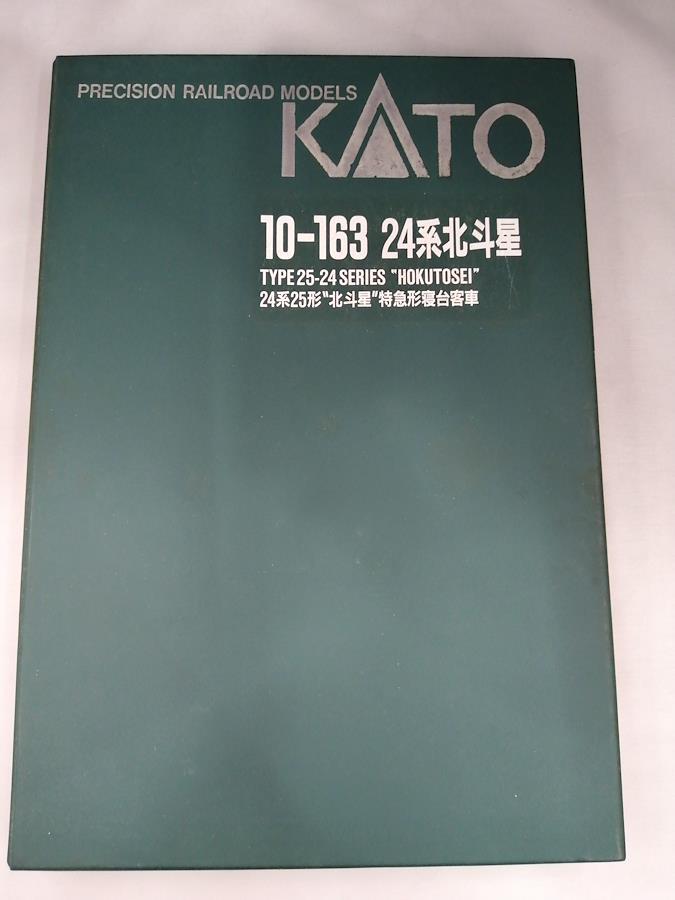 PRECISION RAILROAD MODELS
KATO
10-163 24系北斗星
TYPE 25-24 SERIES "HOKUTOSEI"
24系25形"北斗星"特急形寝台客車